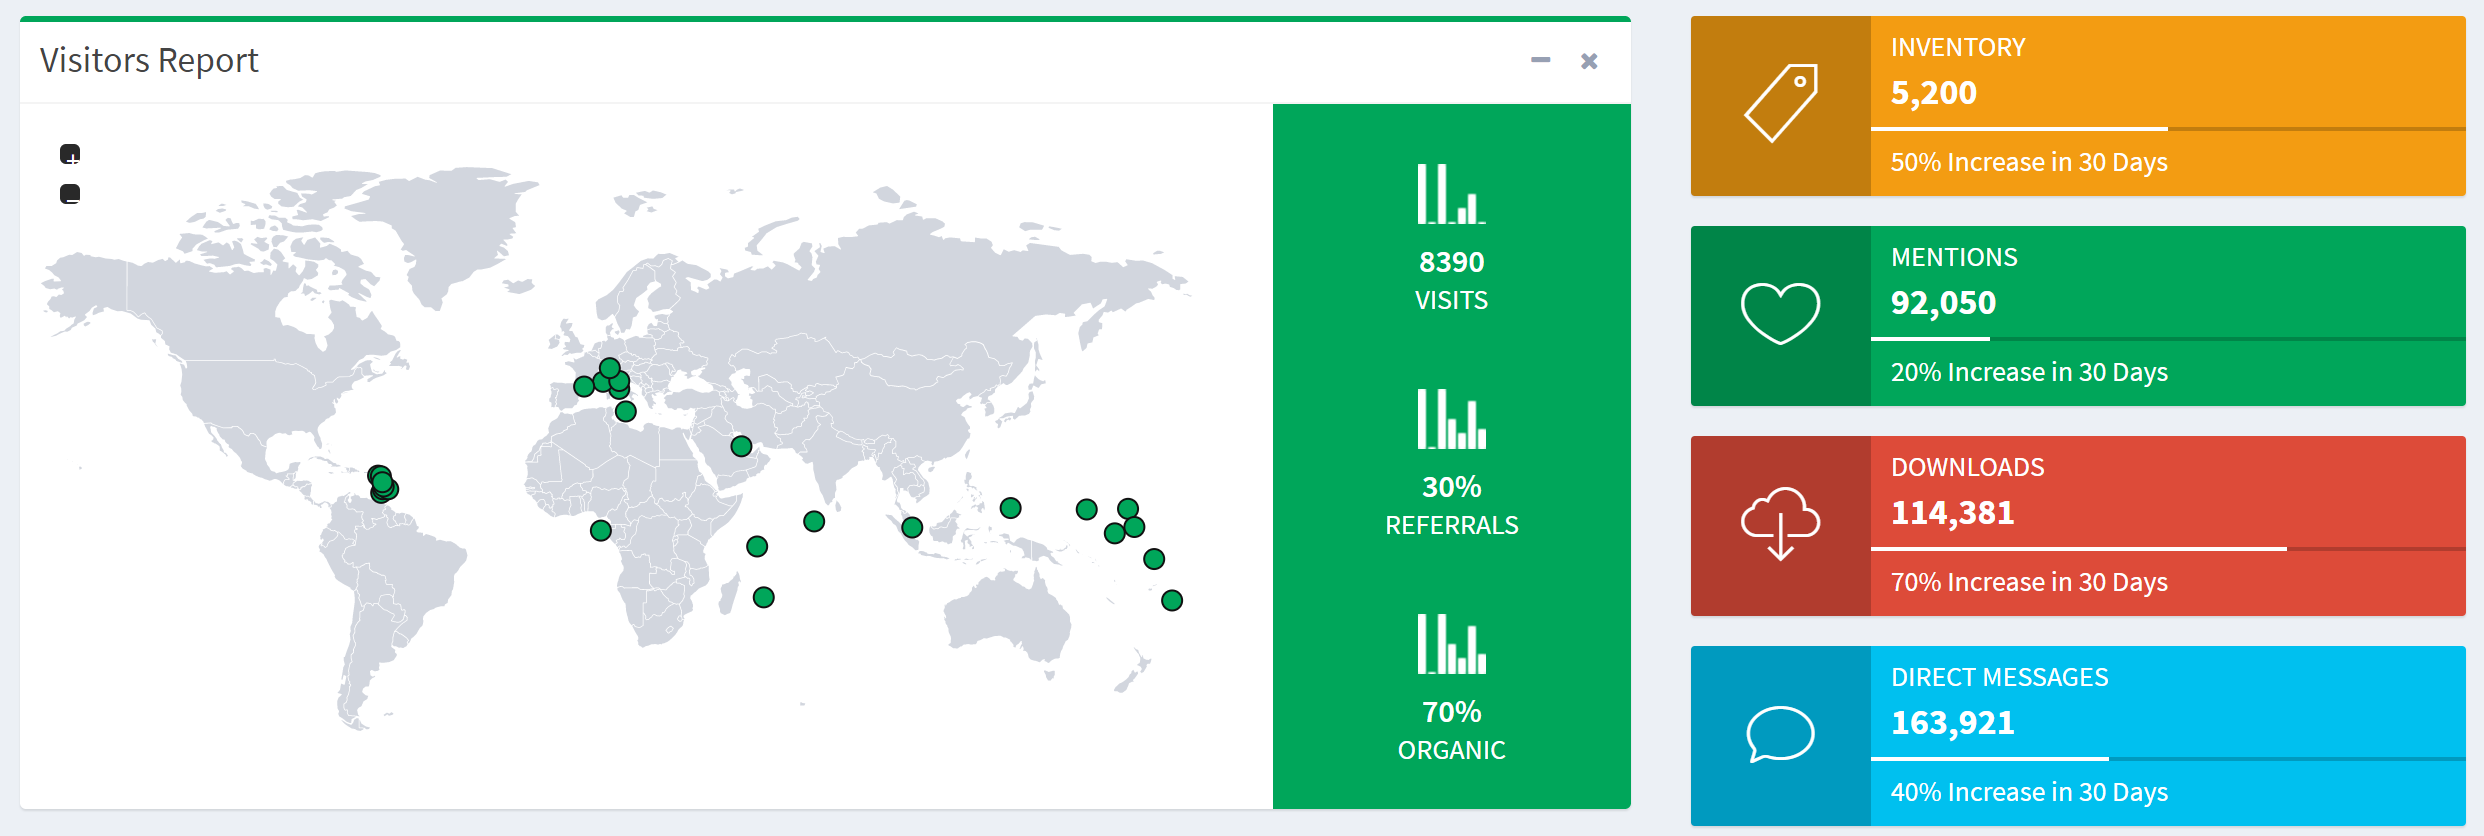 Visitors Report
+
−
8390
VISITS
30%
REFERRALS
70%
ORGANIC
INVENTORY
5,200
50% Increase in 30 Days
MENTIONS
92,050
20% Increase in 30 Days
DOWNLOADS
114,381
70% Increase in 30 Days
DIRECT MESSAGES
163,921
40% Increase in 30 Days